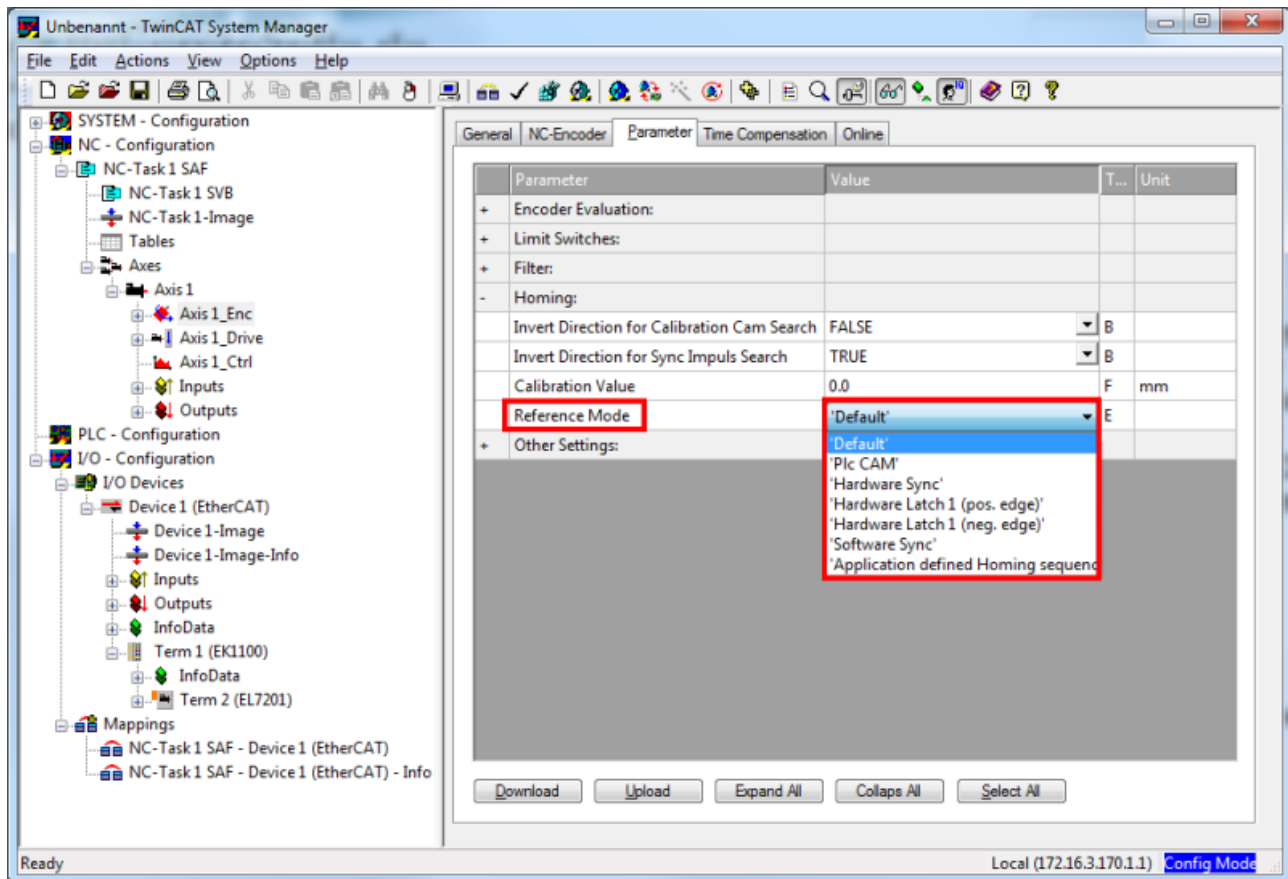 Unbenannt - TwinCAT System Manager
File Edit Actions View Options Help
SYSTEM - Configuration
NC - Configuration
NC-Task 1 SAF
NC-Task 1 SVB
NC-Task 1-Image
Tables
Axes
Axis 1
Axis 1_Enc
Axis 1_Drive
Axis 1_Ctrl
Inputs
Outputs
PLC - Configuration
I/O - Configuration
I/O Devices
Device 1 (EtherCAT)
Device 1-Image
Device 1-Image-Info
Inputs
Outputs
InfoData
Term 1 (EK1100)
InfoData
Term 2 (EL7201)
Mappings
NC-Task 1 SAF - Device 1 (EtherCAT)
NC-Task 1 SAF - Device 1 (EtherCAT) - Info
General NC-Encoder Parameter Time Compensation Online
Parameter Value T... Unit
+ Encoder Evaluation:
+ Limit Switches:
+ Filter:
- Homing:
Invert Direction for Calibration Cam Search FALSE B
Invert Direction for Sync Impuls Search TRUE B
Calibration Value 0.0 F mm
Reference Mode 'Default' E
+ Other Settings:
'Default'
'Plc CAM'
'Hardware Sync'
'Hardware Latch 1 (pos. edge)'
'Hardware Latch 1 (neg. edge)'
'Software Sync'
'Application defined Homing sequenc
Download Upload Expand All Collaps All Select All
Ready Local (172.16.3.170.1.1) Config Mode